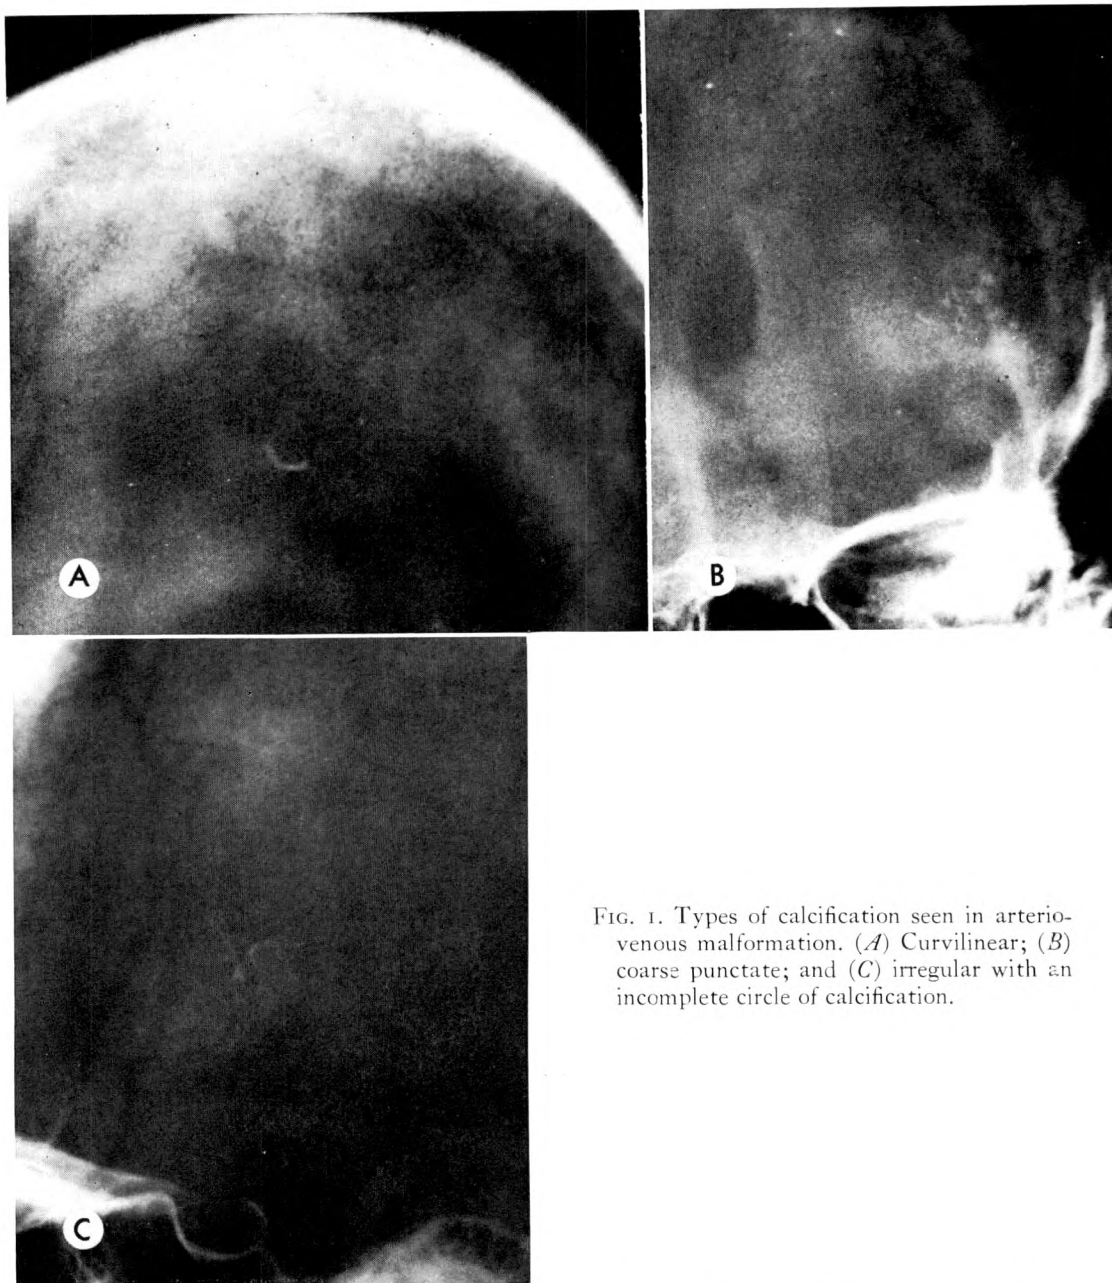 A
B
C
FIG. 1. Types of calcification seen in arterio-
venous malformation. (A) Curvilinear; (B)
coarse punctate; and (C) irregular with an
incomplete circle of calcification.